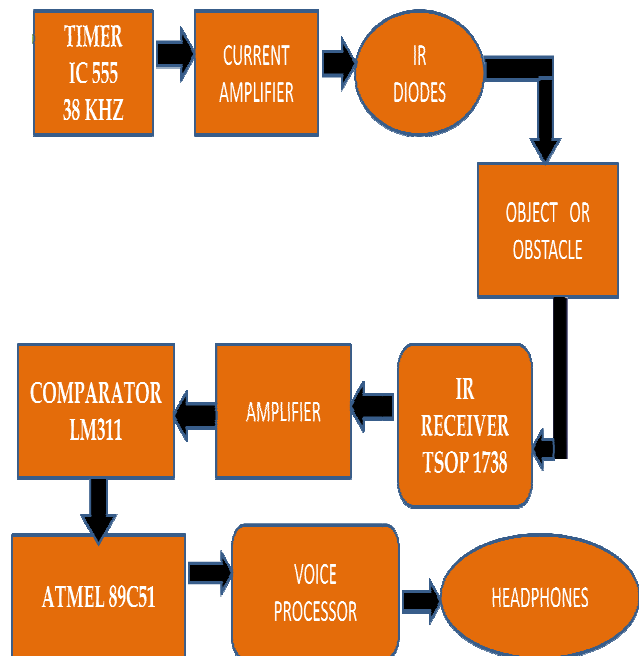 TIMER
IC 555
38 KHZ
CURRENT
AMPLIFIER
IR
DIODES
OBJECT OR
OBSTACLE
IR
RECEIVER
TSOP 1738
AMPLIFIER
COMPARATOR
LM311
ATMEL 89C51
VOICE
PROCESSOR
HEADPHONES